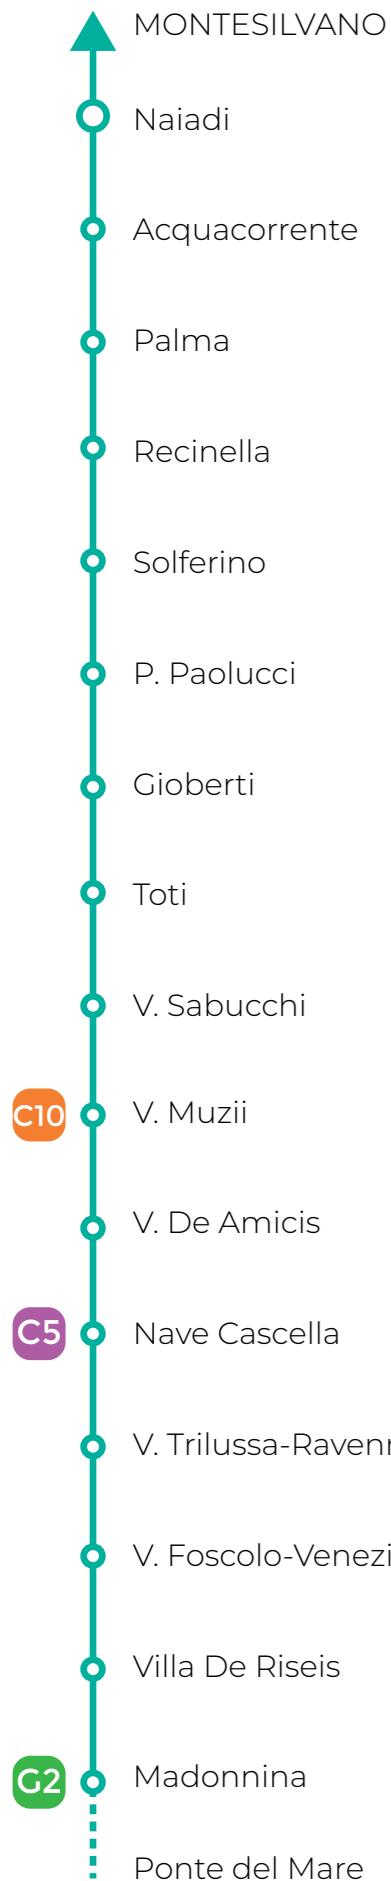 MONTESILVANO
Naiadi
Acquacorrente
Palma
Recinella
Solferino
P. Paolucci
Gioberti
Toti
V. Sabucchi
C10 V. Muzii
V. De Amicis
C5 Nave Cascella
V. Trilussa-Raven
V. Foscolo-Venezi
Villa De Riseis
G2 Madonnina
Ponte del Mare